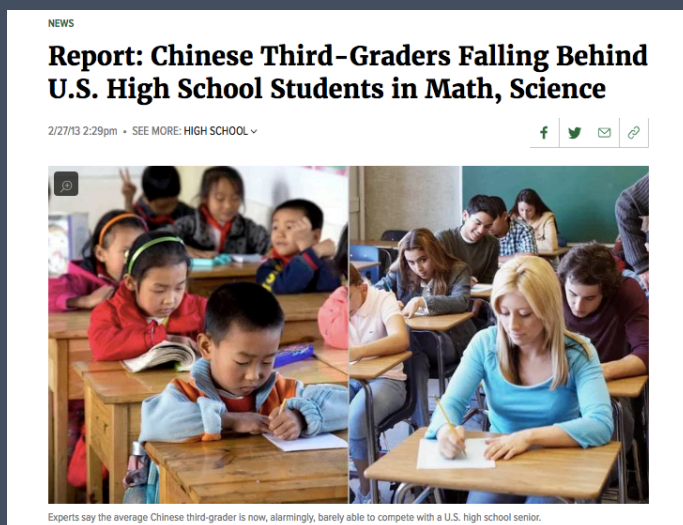 NEWS
Report: Chinese Third-Graders Falling Behind
U.S. High School Students in Math, Science
2/27/13 2:29pm • SEE MORE: HIGH SCHOOL
Experts say the average Chinese third-grader is now, alarmingly, barely able to compete with a U.S. high school senior.